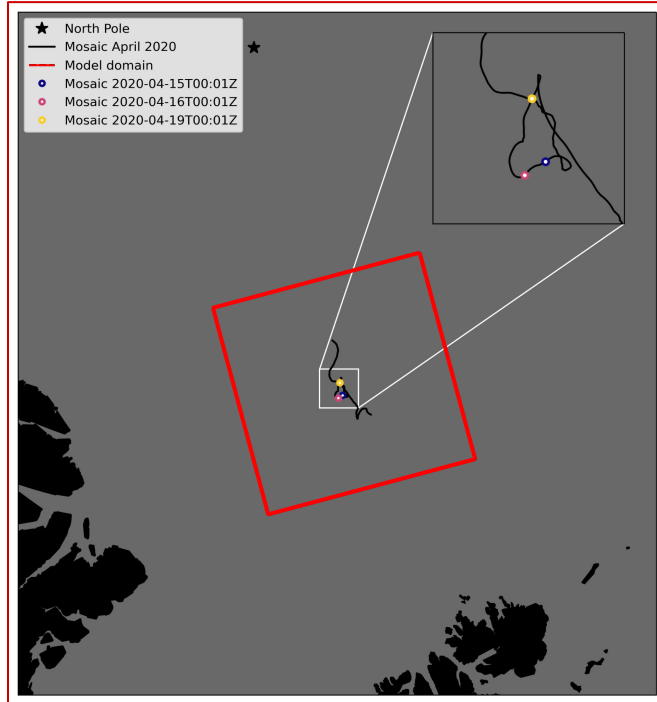 North Pole
Mosaic April 2020
Model domain
Mosaic 2020-04-15T00:01Z
Mosaic 2020-04-16T00:01Z
Mosaic 2020-04-19T00:01Z